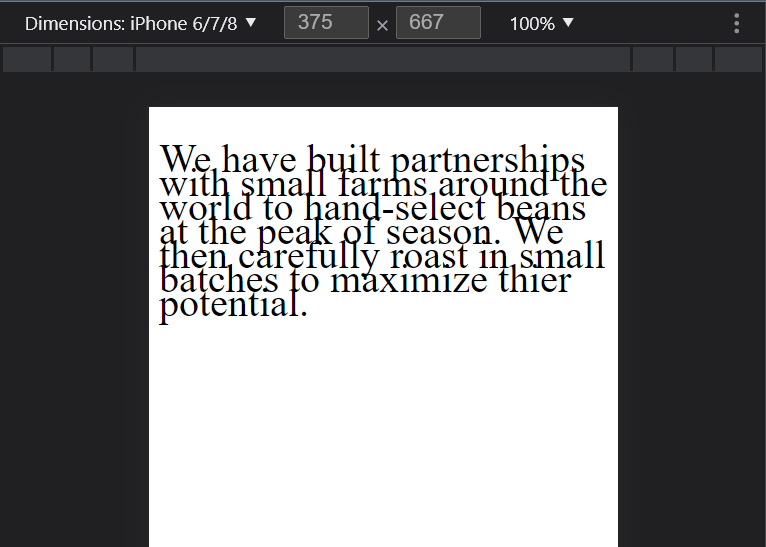 Dimensions: iPhone 6/7/8 ▼ 375 × 667 100% ▼
We have built partnerships
with small farms around the
world to hand-select beans
at the peak of season. We
then carefully roast in small
batches to maximize thier
potential.